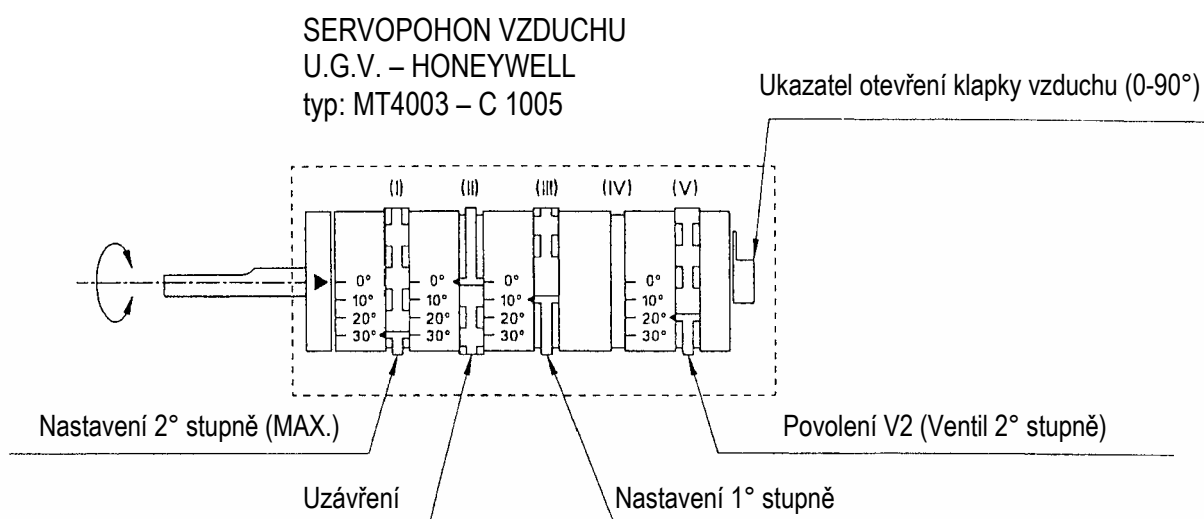 SERVOPOHON VZDUCHU
U.G.V. – HONEYWELL
typ: MT4003 – C 1005
Ukazatel otevření klapky vzduchu (0-90°)
(I) (II) (III) (IV) (V)
0° 0° 0° 0°
10° 10° 10° 10°
20° 20° 20° 20°
30° 30° 30° 30°
Nastavení 2° stupně (MAX.)
Povolení V2 (Ventil 2° stupně)
Uzávření
Nastavení 1° stupně